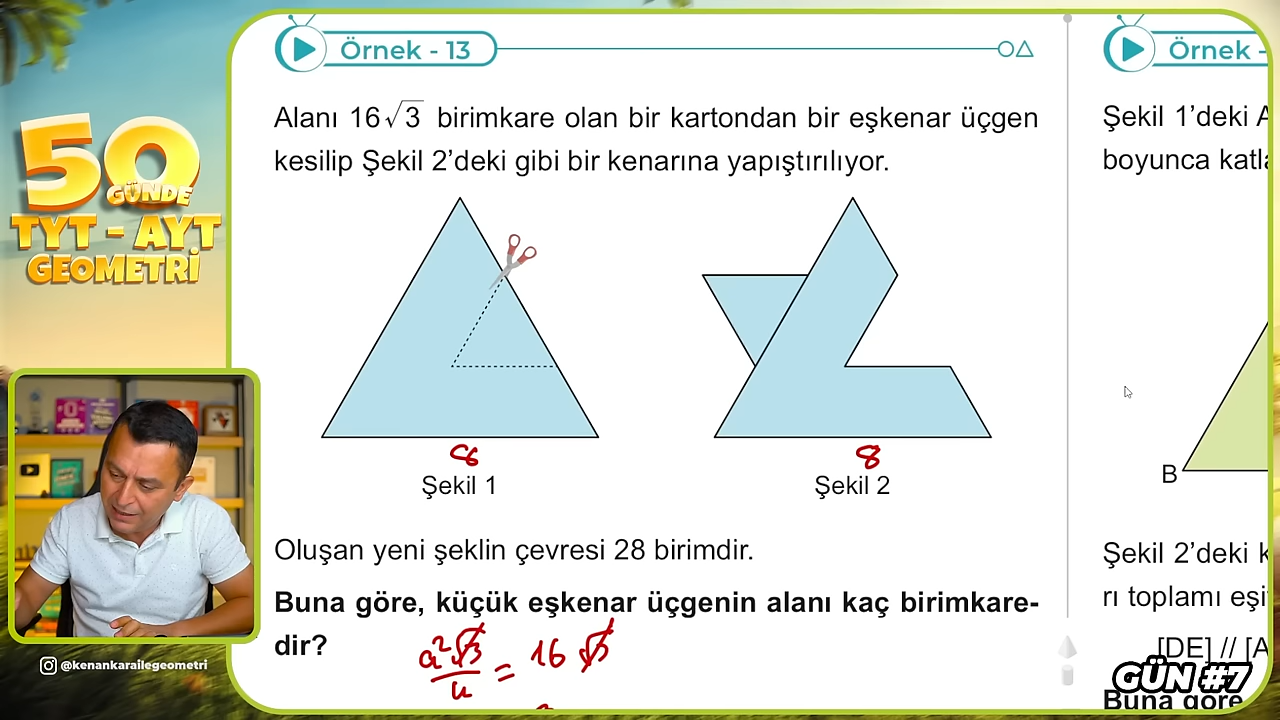 50
GÜNDE
TYT - AYT
GEOMETRİ
Örnek - 13
Alanı 16√3 birimkare olan bir kartondan bir eşkenar üçgen
kesilip Şekil 2'deki gibi bir kenarına yapıştırılıyor.
8
Şekil 1
8
Şekil 2
Oluşan yeni şeklin çevresi 28 birimdir.
Buna göre, küçük eşkenar üçgenin alanı kaç birimkare-
dir?
a²√3/4 = 16√3
Örnek -
Şekil 1'deki A
boyunca katla
B
Şekil 2'deki k
rı toplamı eşi
[DE] // [A
Buna göre
GÜN #7
@kenankarailegeometri